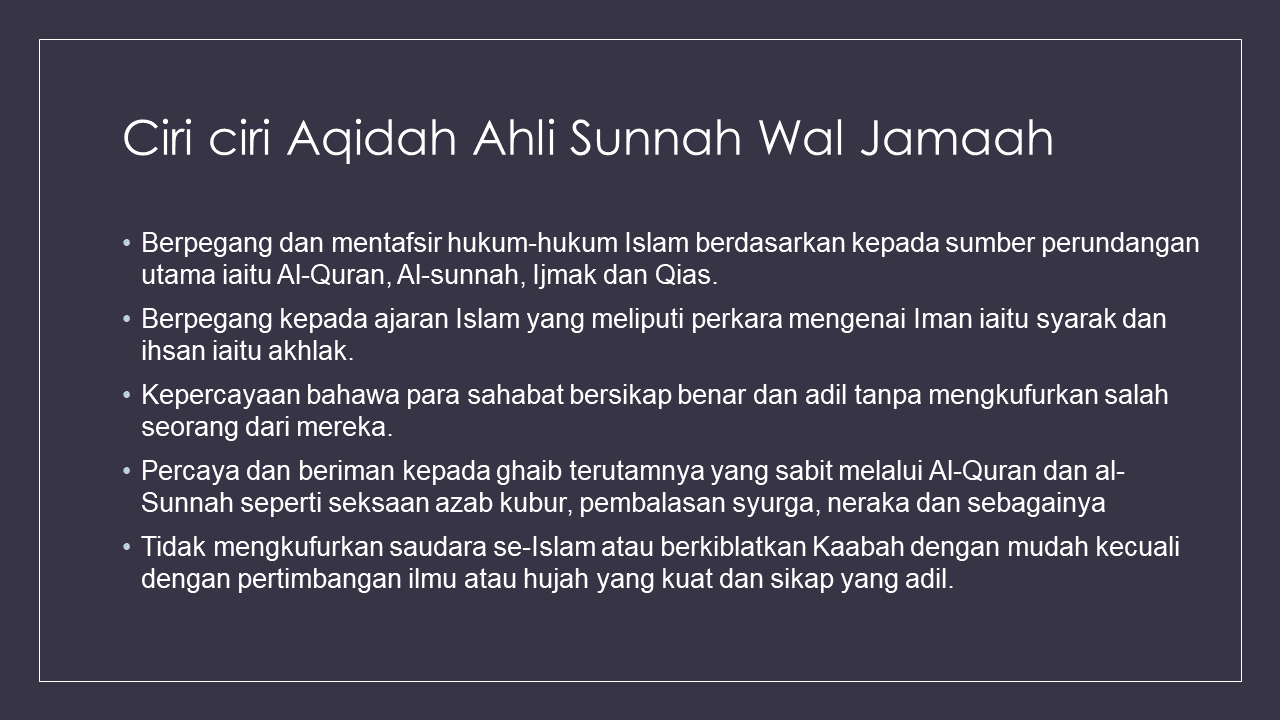 Ciri ciri Aqidah Ahli Sunnah Wal Jamaah
• Berpegang dan mentafsir hukum-hukum Islam berdasarkan kepada sumber perundangan
utama iaitu Al-Quran, Al-sunnah, Ijmak dan Qias.
• Berpegang kepada ajaran Islam yang meliputi perkara mengenai Iman iaitu syarak dan
ihsan iaitu akhlak.
• Kepercayaan bahawa para sahabat bersikap benar dan adil tanpa mengkufurkan salah
seorang dari mereka.
• Percaya dan beriman kepada ghaib terutamnya yang sabit melalui Al-Quran dan al-
Sunnah seperti seksaan azab kubur, pembalasan syurga, neraka dan sebagainya
• Tidak mengkufurkan saudara se-Islam atau berkiblatkan Kaabah dengan mudah kecuali
dengan pertimbangan ilmu atau hujah yang kuat dan sikap yang adil.